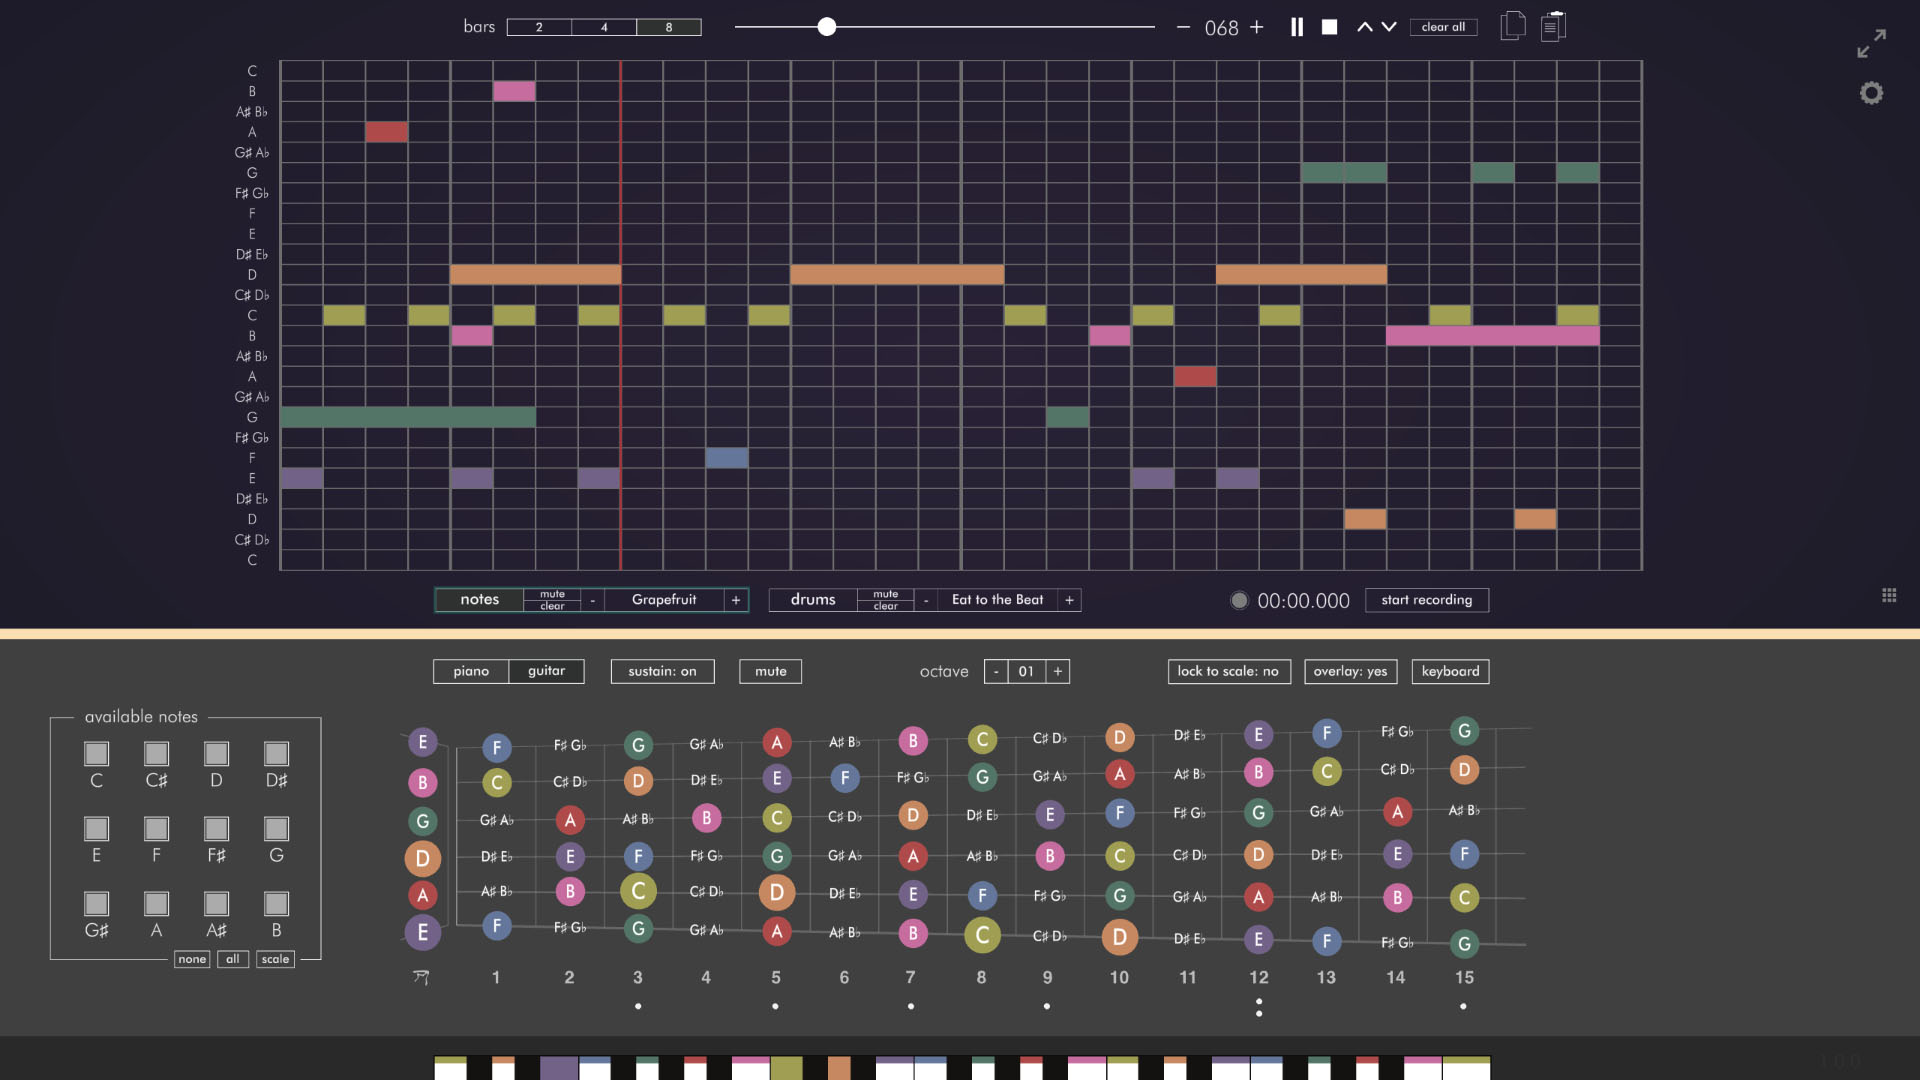 bars 2 4 8 − 068 + clear all
C
B
A♯ B♭
A
G♯ A♭
G
F♯ G♭
F
E
D♯ E♭
D
C♯ D♭
C
B
A♯ B♭
A
G♯ A♭
G
F♯ G♭
F
E
D♯ E♭
D
C♯ D♭
C
notes mute clear - Grapefruit + drums mute clear - Eat to the Beat + 00:00.000 start recording
piano guitar sustain: on mute octave - 01 + lock to scale: no overlay: yes keyboard
available notes
C C♯ D D♯
E F F♯ G
G♯ A A♯ B
none all scale
E F F♯ G♭ G G♯ A♭ A A♯ B♭ B C C♯ D♭ D D♯ E♭ E F F♯ G♭ G
B C C♯ D♭ D D♯ E♭ E F F♯ G♭ G G♯ A♭ A A♯ B♭ B C C♯ D♭ D
G G♯ A♭ A A♯ B♭ B C C♯ D♭ D D♯ E♭ E F F♯ G♭ G G♯ A♭ A A♯ B♭
D D♯ E♭ E F F♯ G♭ G G♯ A♭ A A♯ B♭ B C C♯ D♭ D D♯ E♭ E F
A A♯ B♭ B C C♯ D♭ D D♯ E♭ E F F♯ G♭ G G♯ A♭ A A♯ B♭ B C
E F F♯ G♭ G G♯ A♭ A A♯ B♭ B C C♯ D♭ D D♯ E♭ E F F♯ G♭ G
1 2 3 4 5 6 7 8 9 10 11 12 13 14 15